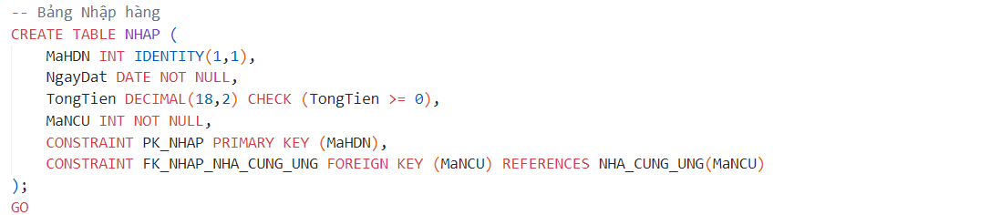 -- Bảng Nhập hàng
CREATE TABLE NHAP (
    MaHDN INT IDENTITY(1,1),
    NgayDat DATE NOT NULL,
    TongTien DECIMAL(18,2) CHECK (TongTien >= 0),
    MaNCU INT NOT NULL,
    CONSTRAINT PK_NHAP PRIMARY KEY (MaHDN),
    CONSTRAINT FK_NHAP_NHA_CUNG_UNG FOREIGN KEY (MaNCU) REFERENCES NHA_CUNG_UNG(MaNCU)
);
GO